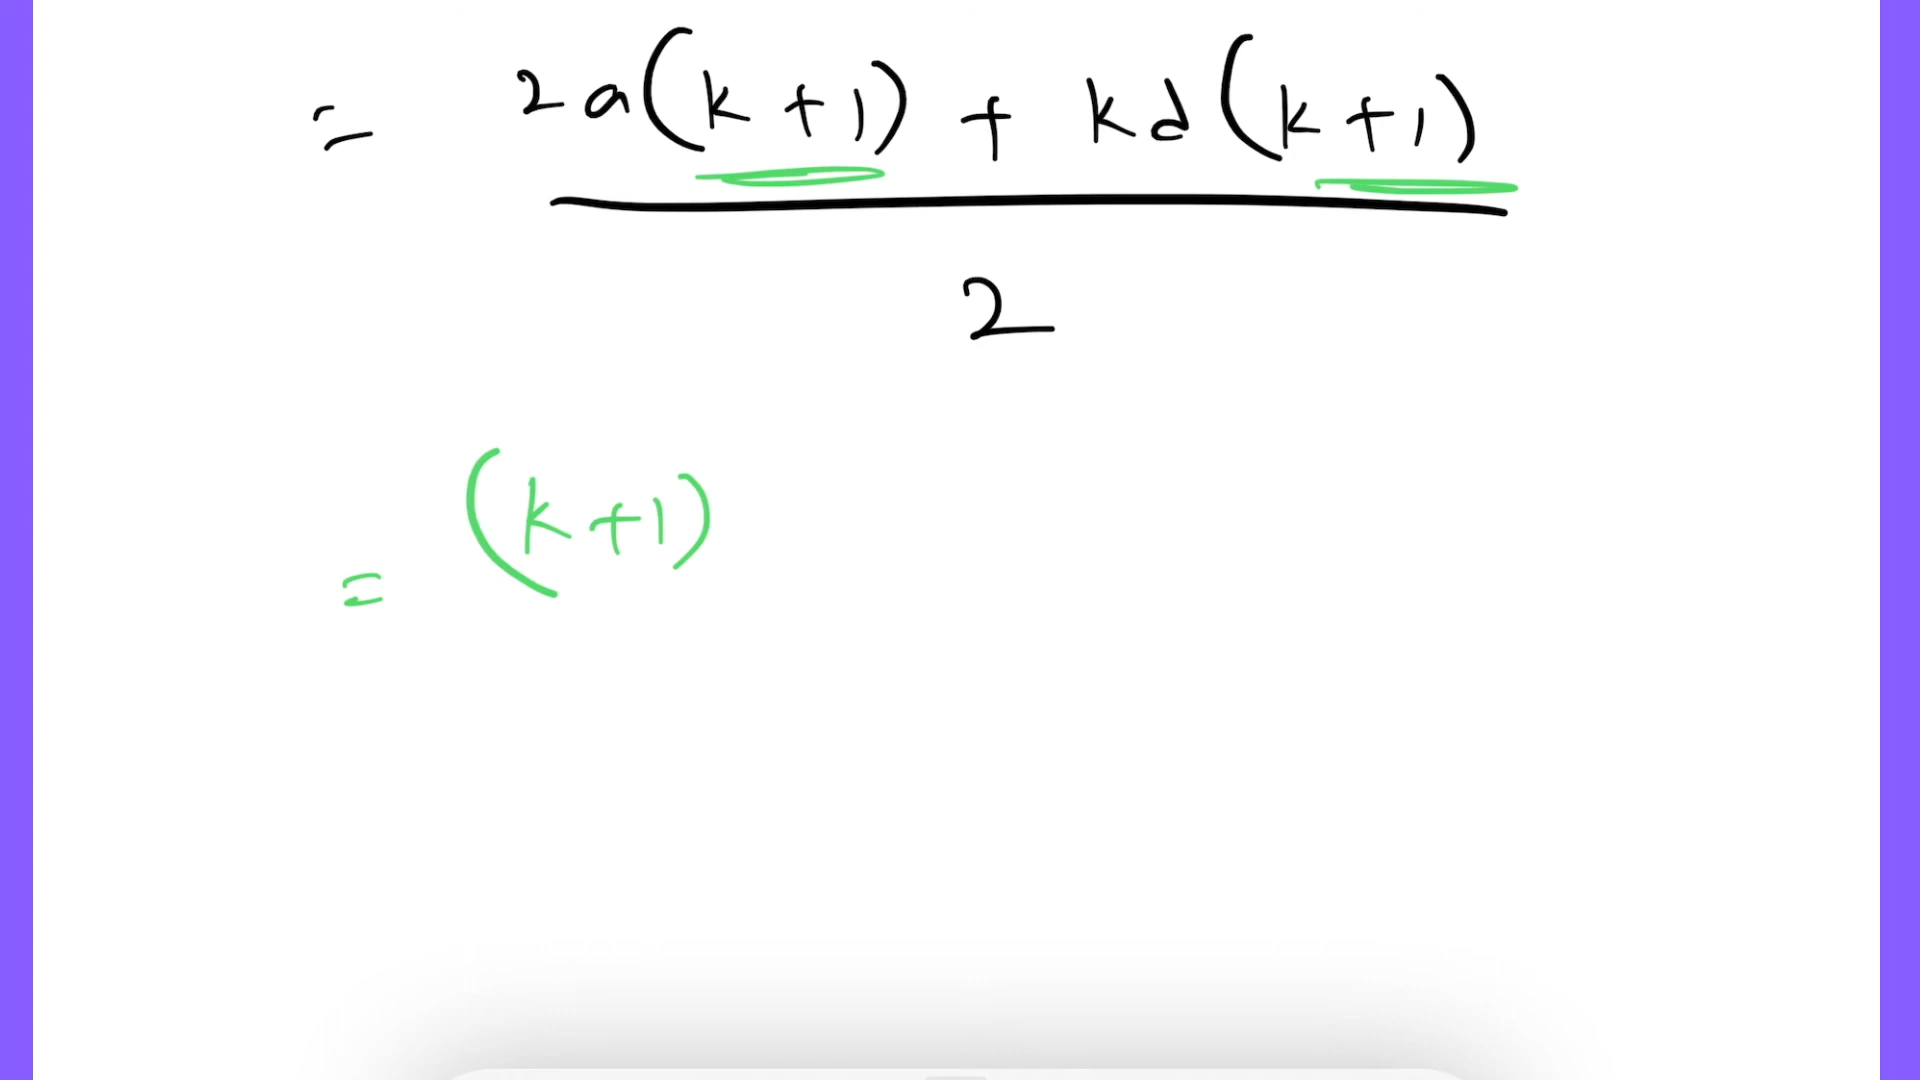 = 2a(k+1) + kd(k+1)
2
= (k+1)